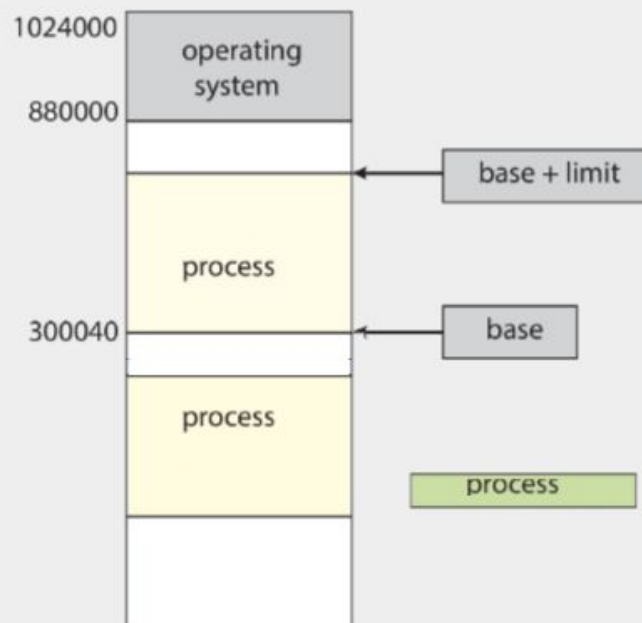 1024000
operating
system
880000
base + limit
process
300040
base
process
process